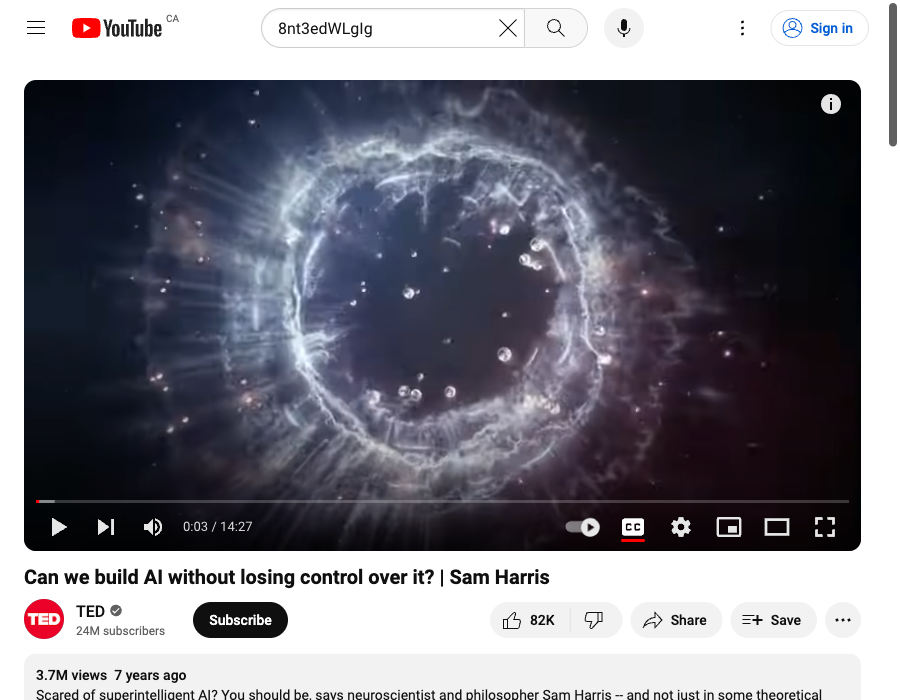 YouTube CA
8nt3edWLgIg
Sign in
i
0:03 / 14:27
CC
Can we build AI without losing control over it? | Sam Harris
TED
TED
24M subscribers
Subscribe
82K
Share
Save
3.7M views 7 years ago
Scared of superintelligent AI? You should be, says neuroscientist and philosopher Sam Harris -- and not just in some theoretical